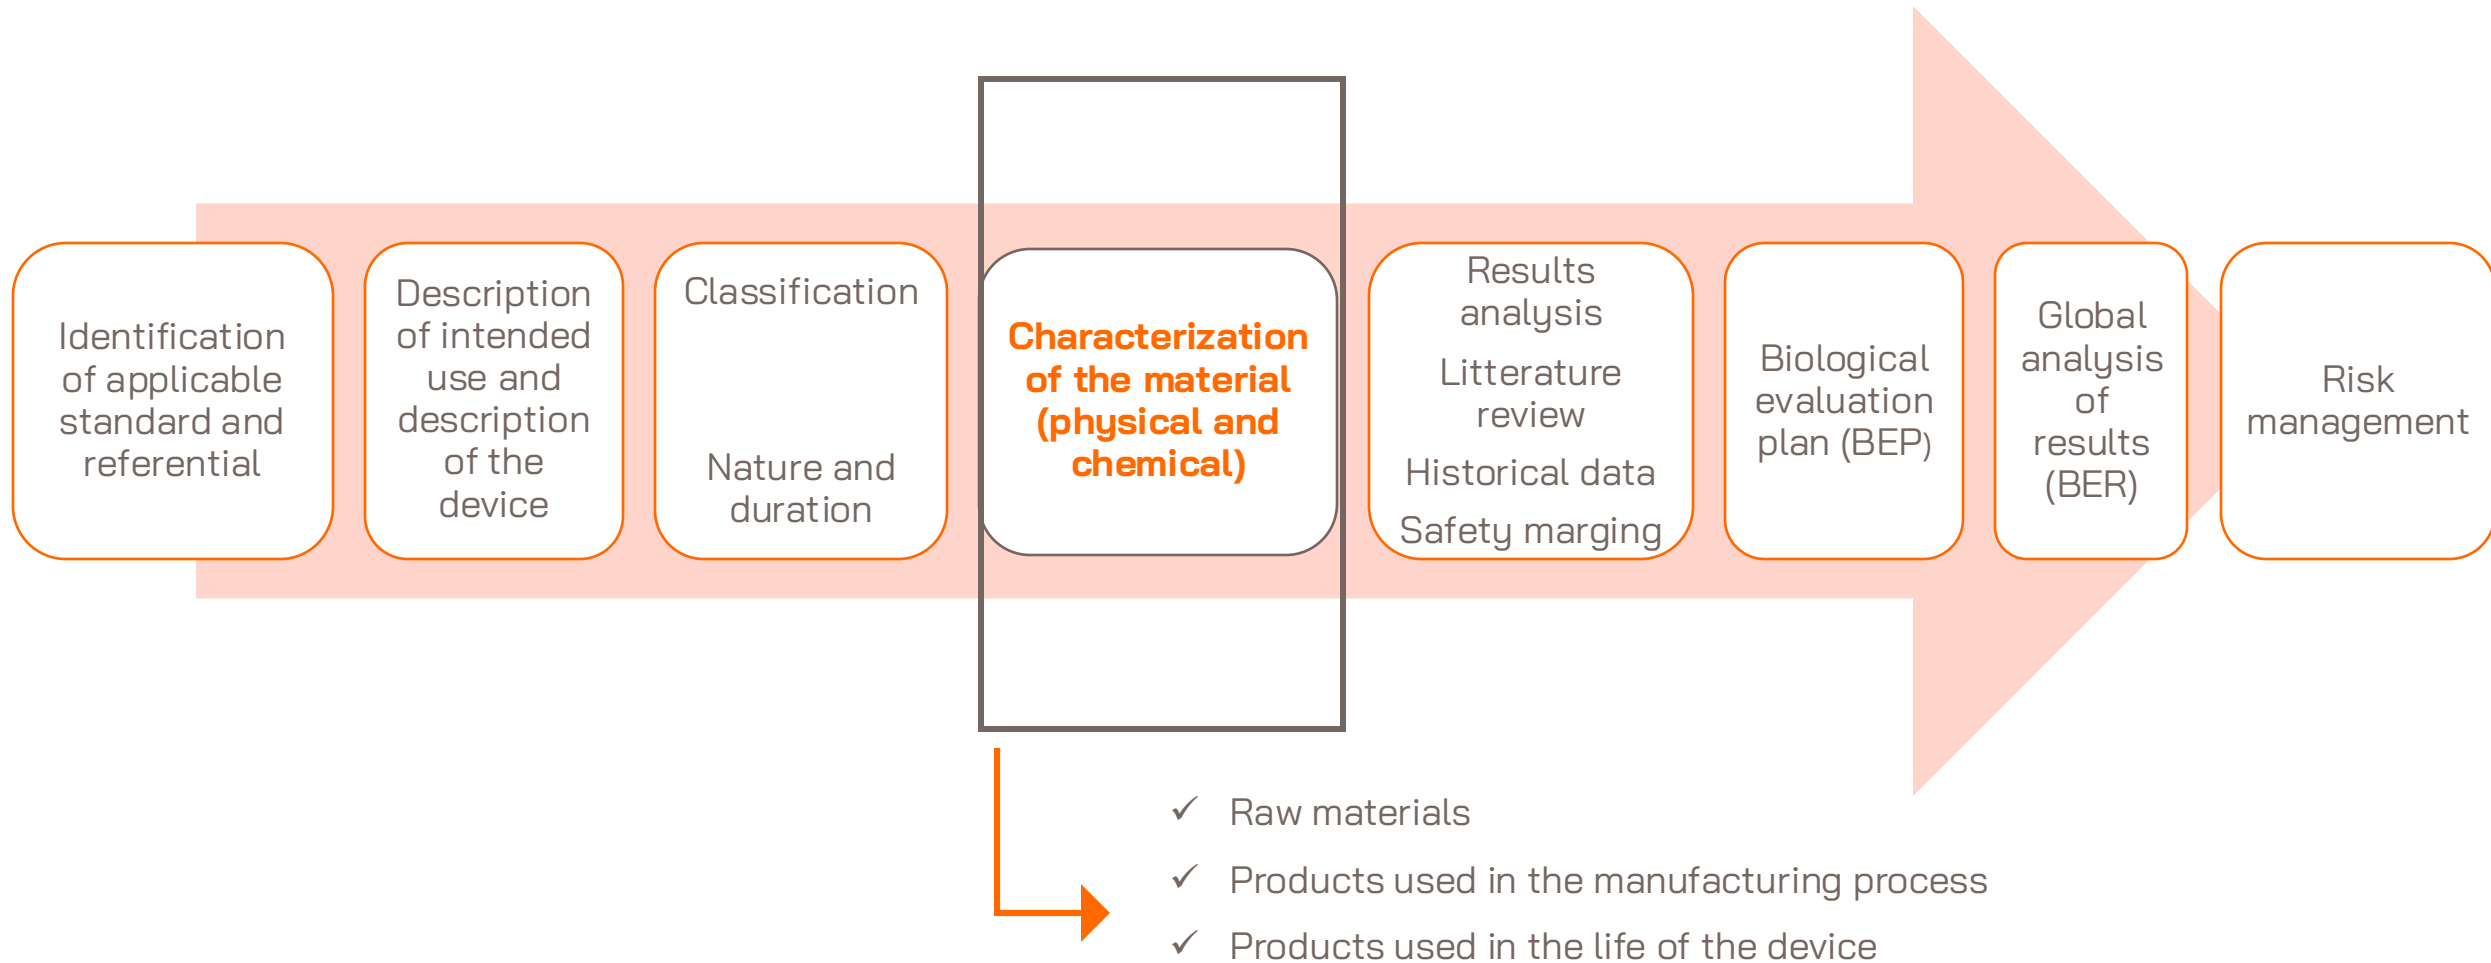 Identification
of applicable
standard and
referential
Description
of intended
use and
description
of the
device
Classification
Nature and
duration
Characterization
of the material
(physical and
chemical)
Results
analysis
Litterature
review
Historical data
Safety marging
Biological
evaluation
plan (BEP)
Global
analysis
of
results
(BER)
Risk
management
✓ Raw materials
✓ Products used in the manufacturing process
✓ Products used in the life of the device